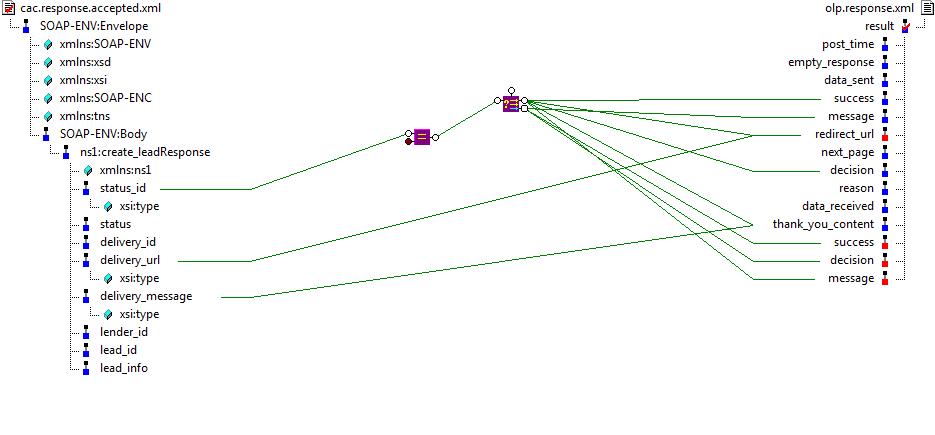 cac.response.accepted.xml
SOAP-ENV:Envelope
xmlns:SOAP-ENV
xmlns:xsd
xmlns:xsi
xmlns:SOAP-ENC
xmlns:tns
SOAP-ENV:Body
ns1:create_leadResponse
xmlns:ns1
status_id
xsi:type
status
delivery_id
delivery_url
xsi:type
delivery_message
xsi:type
lender_id
lead_id
lead_info
olp.response.xml
result
post_time
empty_response
data_sent
success
message
redirect_url
next_page
decision
reason
data_received
thank_you_content
success
decision
message